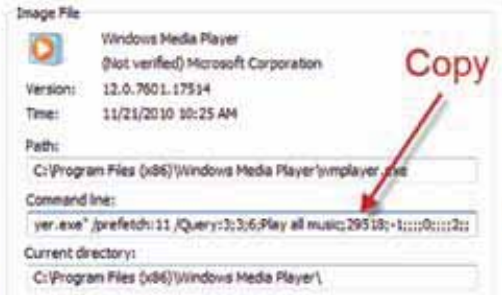 Image File
Windows Media Player
(Not verified) Microsoft Corporation
Copy
Version: 12.0.7601.17514
Time: 11/21/2010 10:25 AM
Path:
C:\Program Files (x86)\Windows Media Player\wmplayer.exe
Command line:
yer.exe" /prefetch:11 /Query:3;3;6;Play all music;29518;-1;;;;0;;;;2;;
Current directory:
C:\Program Files (x86)\Windows Media Player\